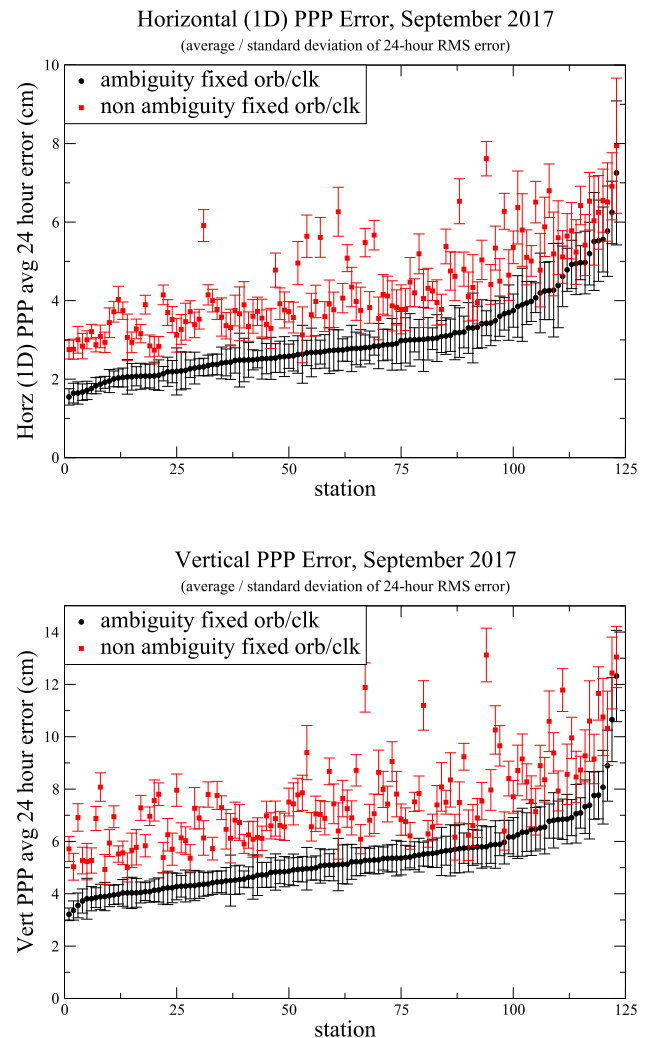 Horizontal (1D) PPP Error, September 2017
(average / standard deviation of 24-hour RMS error)
Horz (1D) PPP avg 24 hour error (cm)
10
8
6
4
2
0
ambiguity fixed orb/clk
non ambiguity fixed orb/clk
0 25 50 75 100 125
station
Vertical PPP Error, September 2017
(average / standard deviation of 24-hour RMS error)
Vert PPP avg 24 hour error (cm)
14
12
10
8
6
4
2
0
ambiguity fixed orb/clk
non ambiguity fixed orb/clk
0 25 50 75 100 125
station